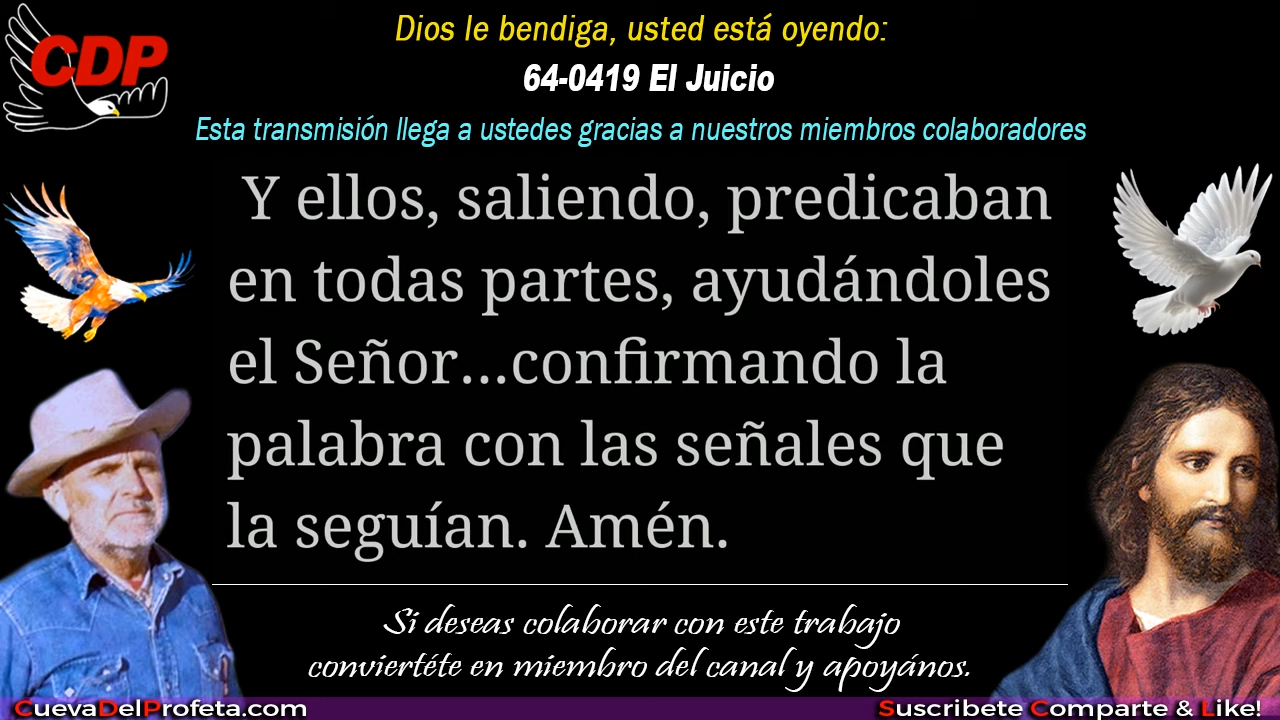 CDP
Dios le bendiga, usted está oyendo:
64-0419 El Juicio
Esta transmisión llega a ustedes gracias a nuestros miembros colaboradores
Y ellos, saliendo, predicaban
en todas partes, ayudándoles
el Señor...confirmando la
palabra con las señales que
la seguían. Amén.
Si deseas colaborar con este trabajo
conviertéte en miembro del canal y apoyános.
CuevaDelProfeta.com
Suscribete Comparte & Like!